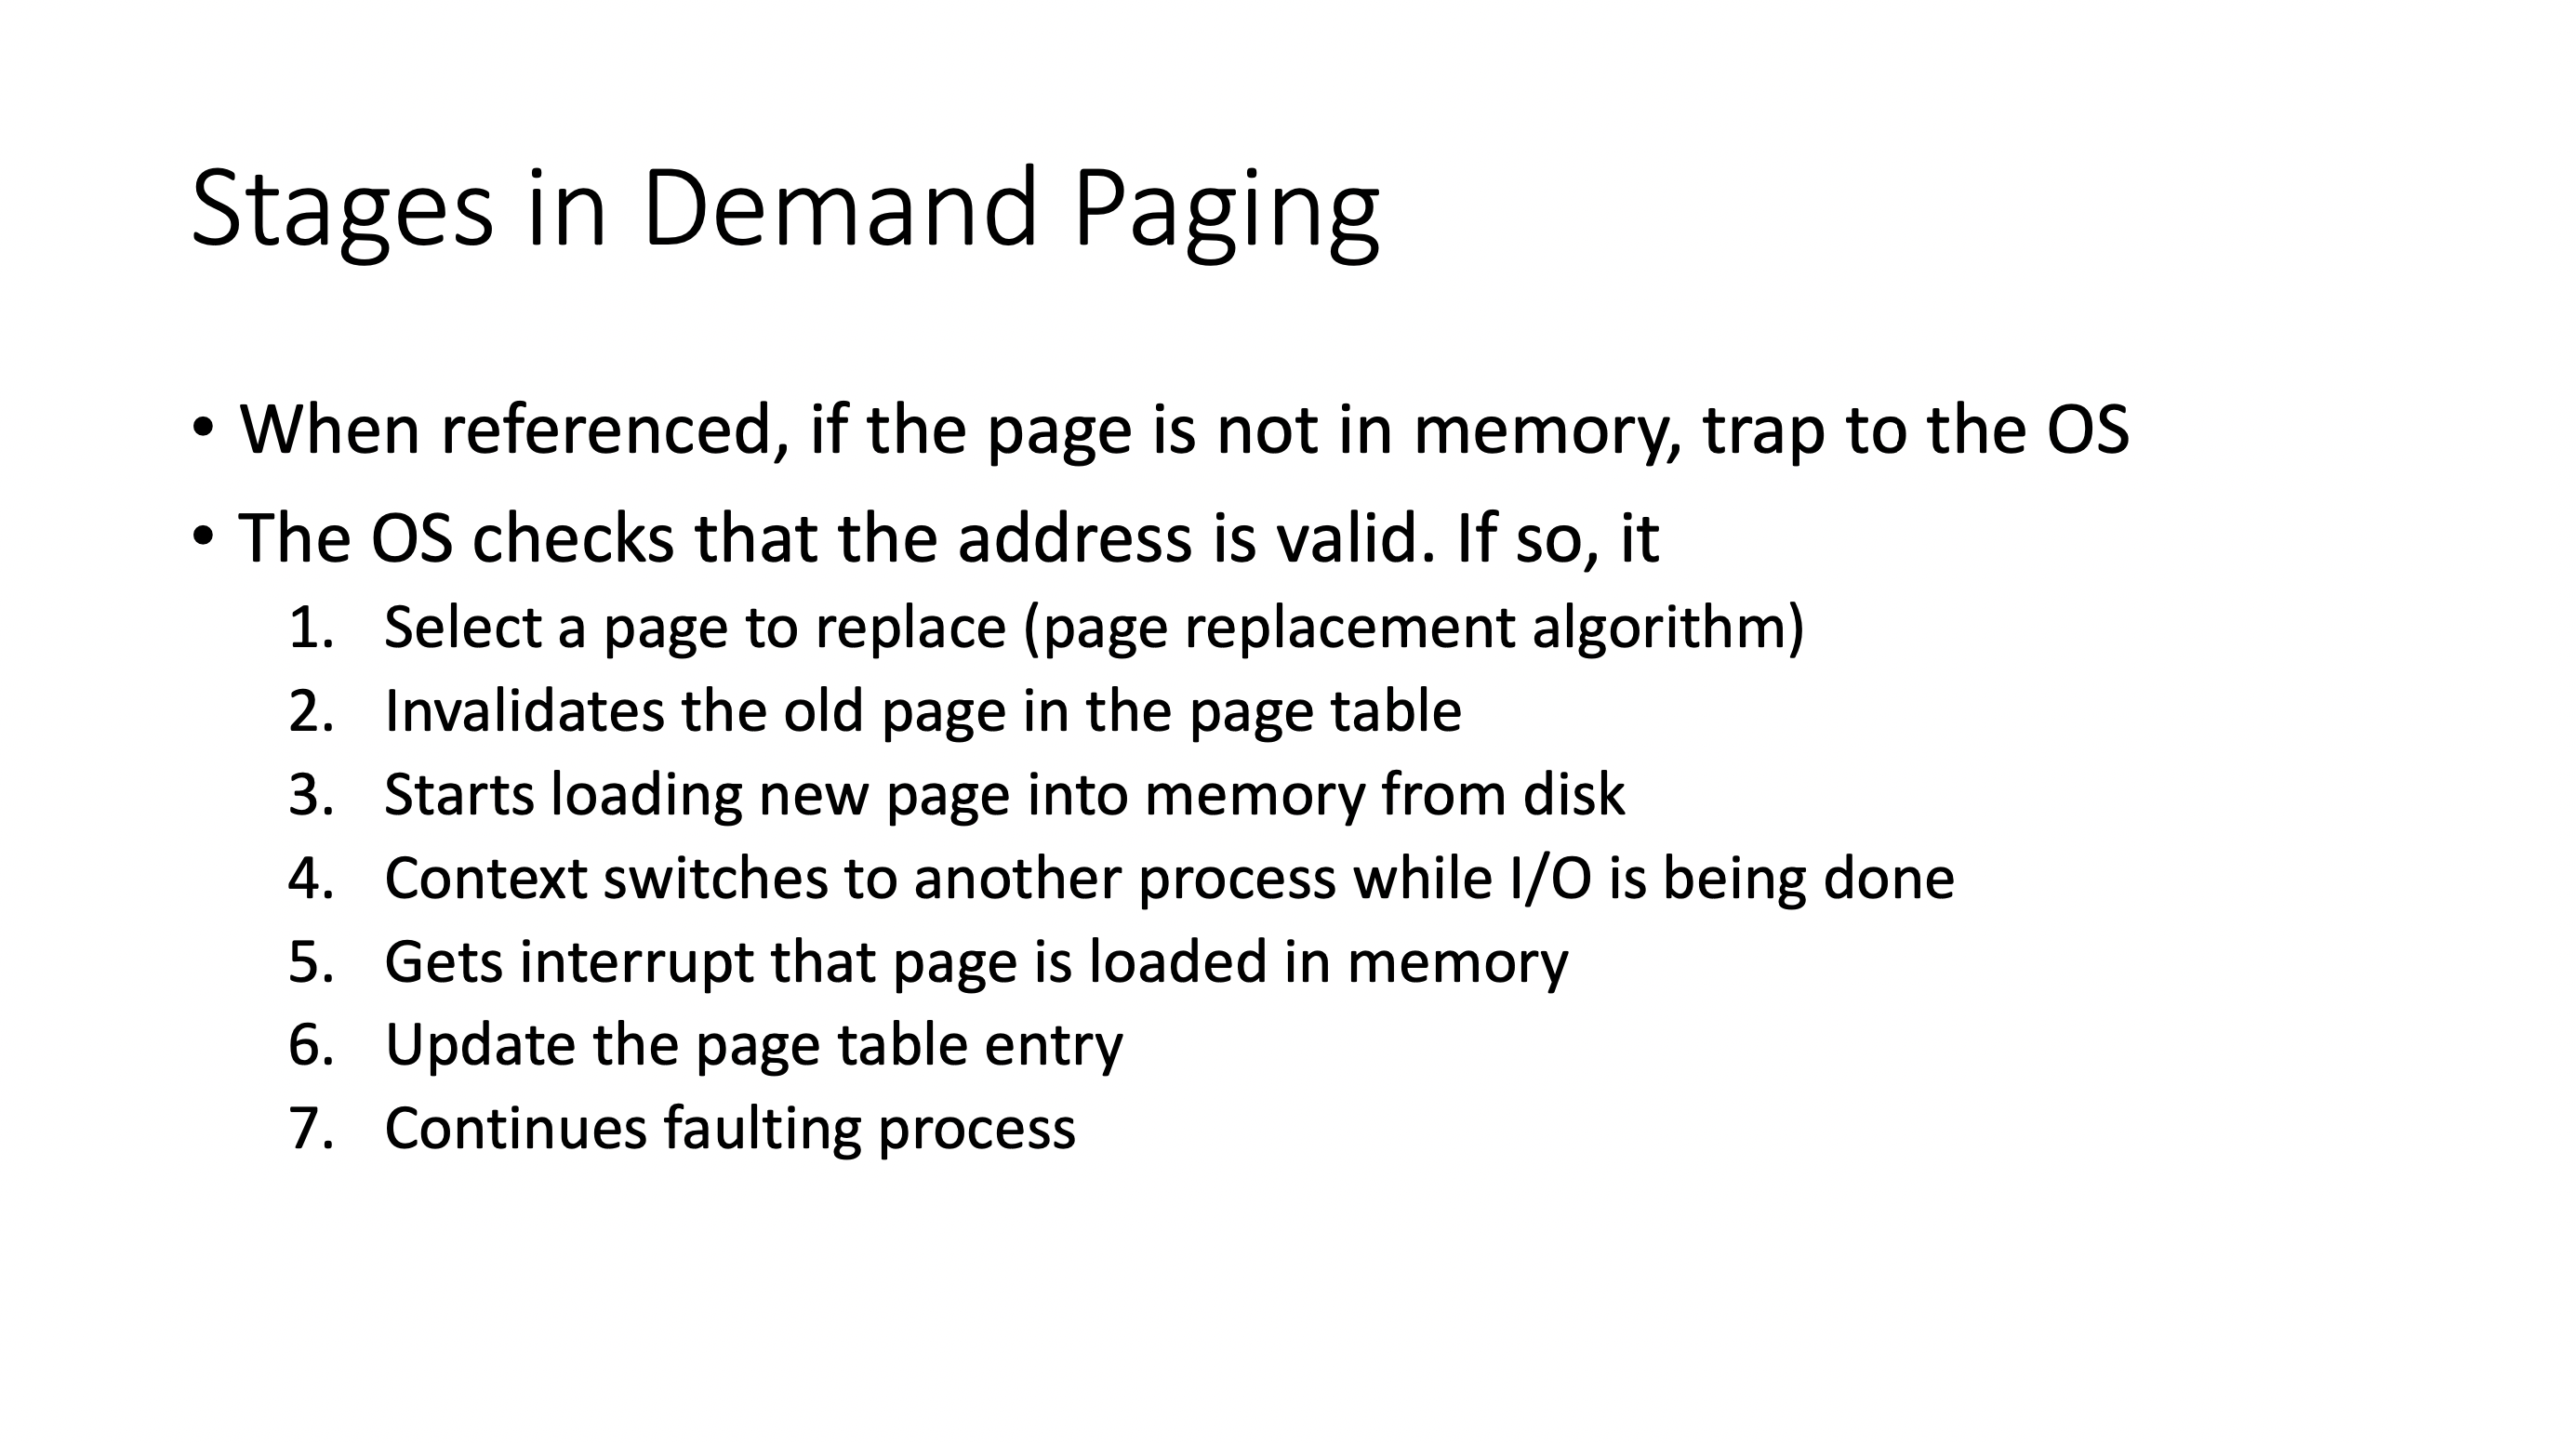 Stages in Demand Paging
• When referenced, if the page is not in memory, trap to the OS
• The OS checks that the address is valid. If so, it
1. Select a page to replace (page replacement algorithm)
2. Invalidates the old page in the page table
3. Starts loading new page into memory from disk
4. Context switches to another process while I/O is being done
5. Gets interrupt that page is loaded in memory
6. Update the page table entry
7. Continues faulting process